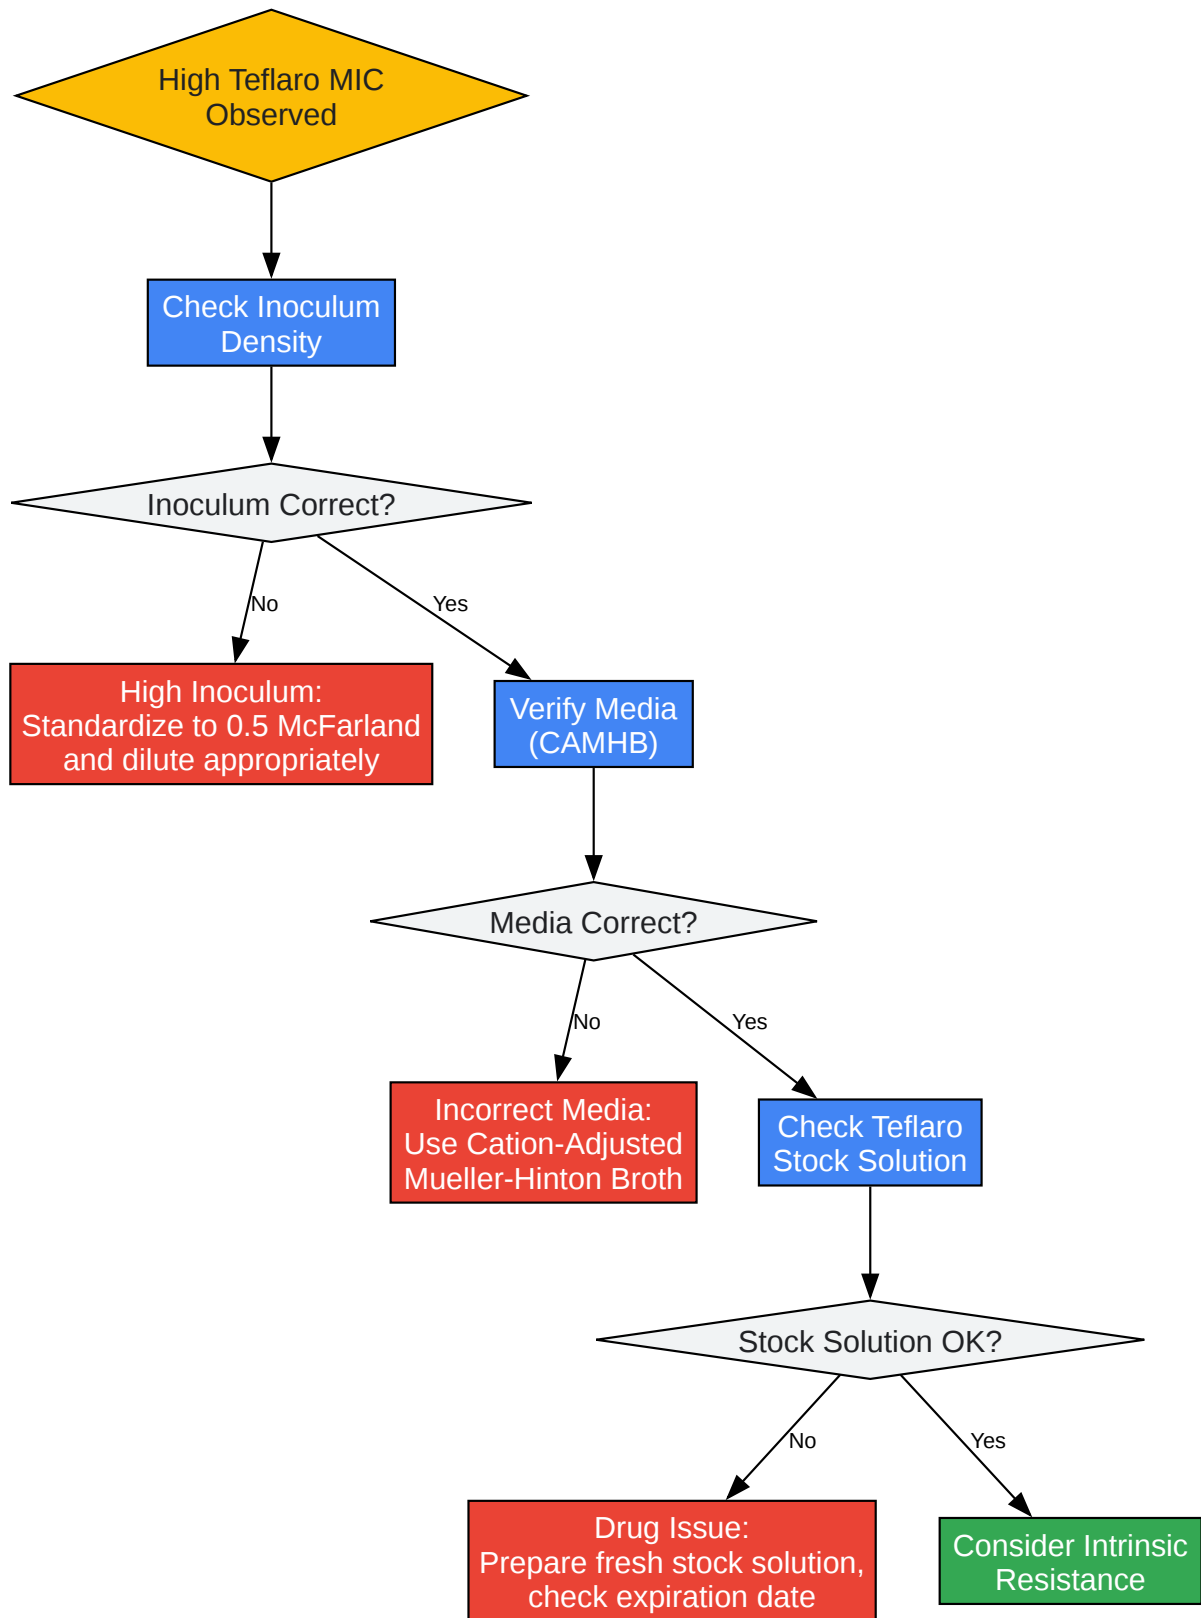 High Teflaro MIC
Observed
Check Inoculum
Density
Inoculum Correct?
No
Yes
High Inoculum:
Standardize to 0.5 McFarland
and dilute appropriately
Verify Media
(CAMHB)
Media Correct?
No
Yes
Incorrect Media:
Use Cation-Adjusted
Mueller-Hinton Broth
Check Teflaro
Stock Solution
Stock Solution OK?
No
Yes
Drug Issue:
Prepare fresh stock solution,
check expiration date
Consider Intrinsic
Resistance